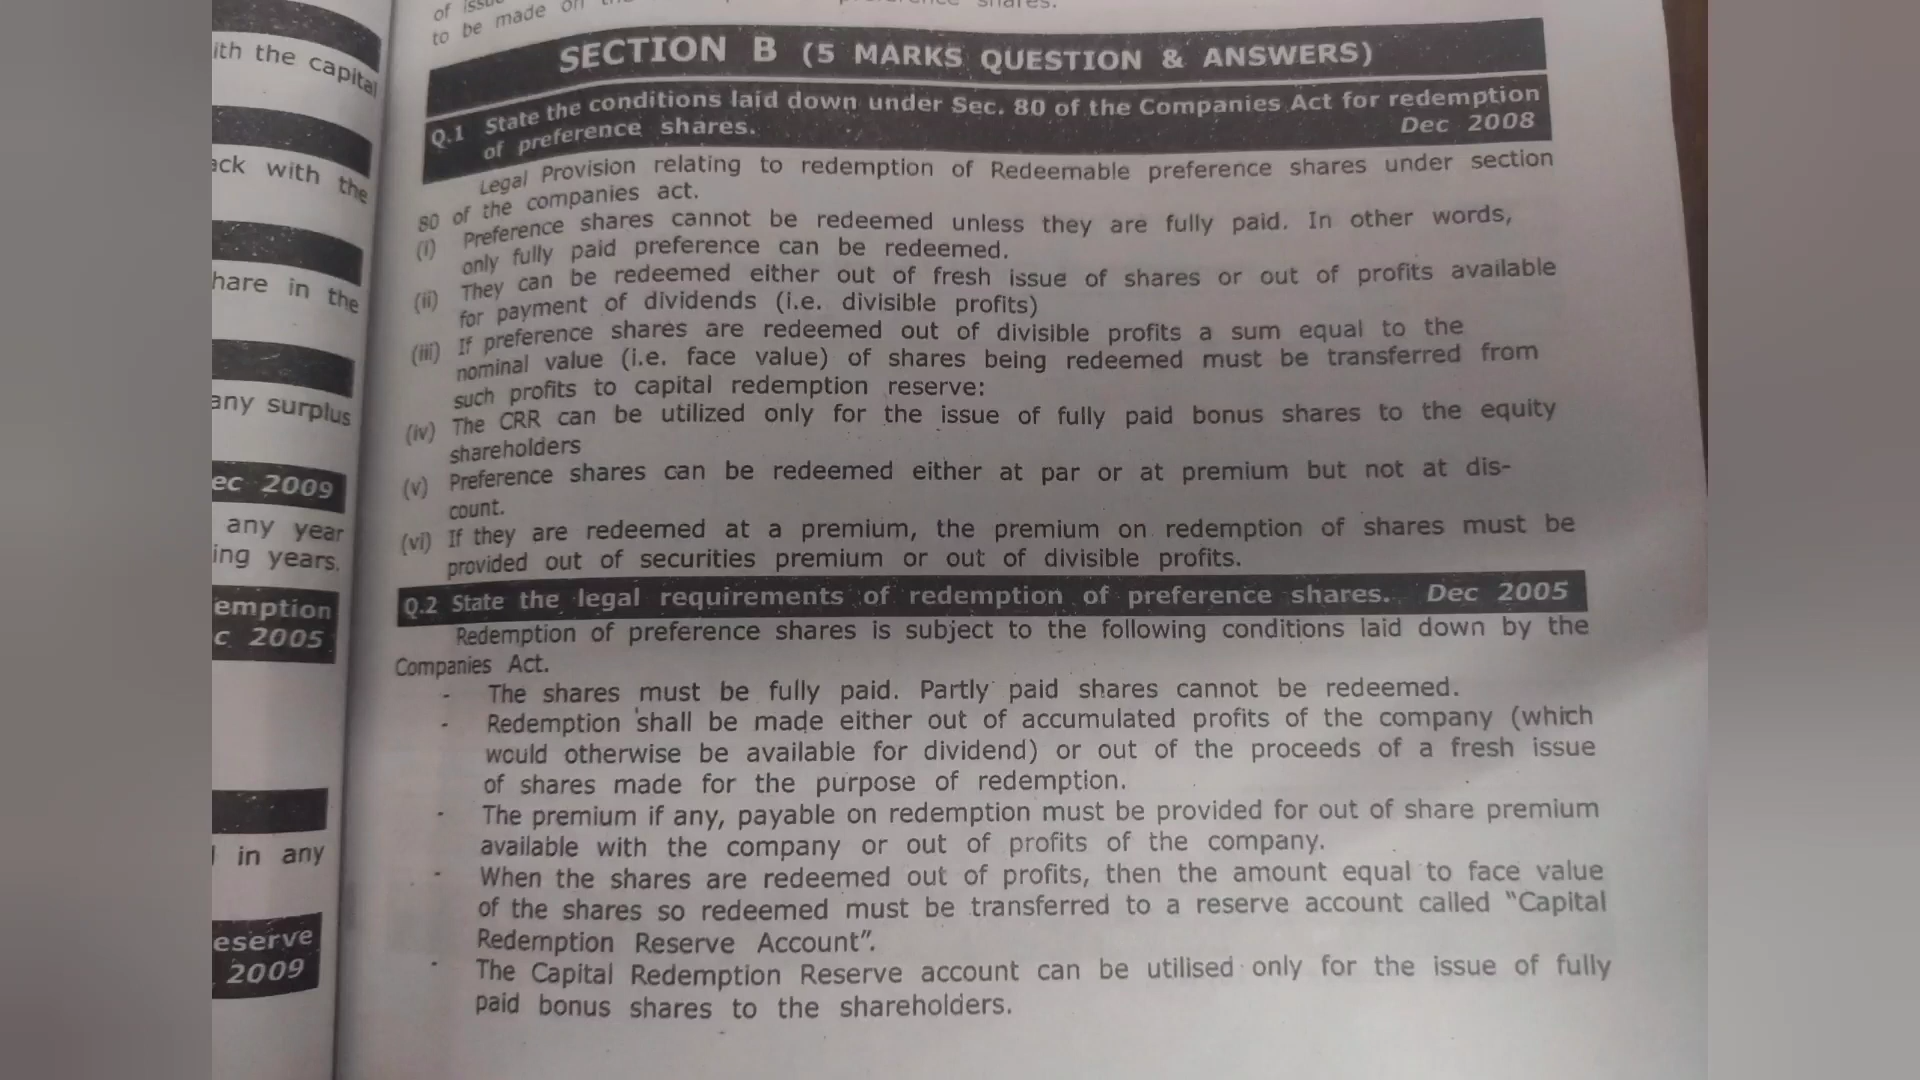 ith the capital
ack with the
hare in the
any surplus
ec 2009
any year
ing years.
emption
c 2005
in any
eserve
2009
of issue
to be made on
shares.
SECTION B (5 MARKS QUESTION & ANSWERS)
Q.1 State the conditions laid down under Sec. 80 of the Companies Act for redemption
of preference shares. Dec 2008
Legal Provision relating to redemption of Redeemable preference shares under section
80 of the companies act.
(i) Preference shares cannot be redeemed unless they are fully paid. In other words,
only fully paid preference can be redeemed.
(ii) They can be redeemed either out of fresh issue of shares or out of profits available
for payment of dividends (i.e. divisible profits)
(iii) If preference shares are redeemed out of divisible profits a sum equal to the
nominal value (i.e. face value) of shares being redeemed must be transferred from
such profits to capital redemption reserve:
(iv) The CRR can be utilized only for the issue of fully paid bonus shares to the equity
shareholders
(v) Preference shares can be redeemed either at par or at premium but not at dis-
count.
(vi) If they are redeemed at a premium, the premium on redemption of shares must be
provided out of securities premium or out of divisible profits.
Q.2 State the legal requirements of redemption of preference shares. Dec 2005
Redemption of preference shares is subject to the following conditions laid down by the
Companies Act.
- The shares must be fully paid. Partly paid shares cannot be redeemed.
- Redemption shall be made either out of accumulated profits of the company (which
would otherwise be available for dividend) or out of the proceeds of a fresh issue
of shares made for the purpose of redemption.
- The premium if any, payable on redemption must be provided for out of share premium
available with the company or out of profits of the company.
- When the shares are redeemed out of profits, then the amount equal to face value
of the shares so redeemed must be transferred to a reserve account called "Capital
Redemption Reserve Account".
- The Capital Redemption Reserve account can be utilised only for the issue of fully
paid bonus shares to the shareholders.